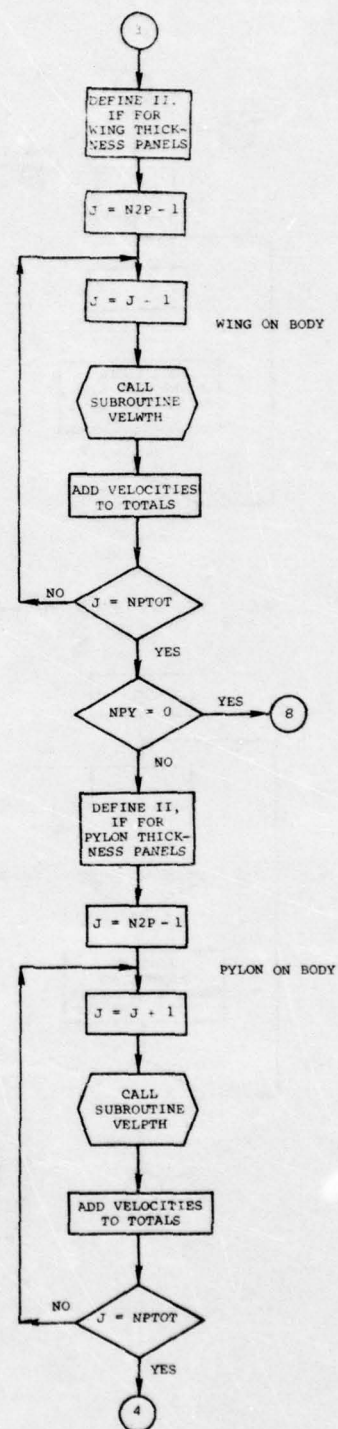 3
DEFINE II,
IF FOR
WING THICK-
NESS PANELS
J = N2P - 1
J = J - 1
WING ON BODY
CALL
SUBROUTINE
VELWTH
ADD VELOCITIES
TO TOTALS
NO
J = NPTOT
YES
NPY = 0
YES
8
NO
DEFINE II,
IF FOR
PYLON THICK-
NESS PANELS
J = N2P - 1
PYLON ON BODY
J = J + 1
CALL
SUBROUTINE
VELPTH
ADD VELOCITIES
TO TOTALS
NO
J = NPTOT
YES
4